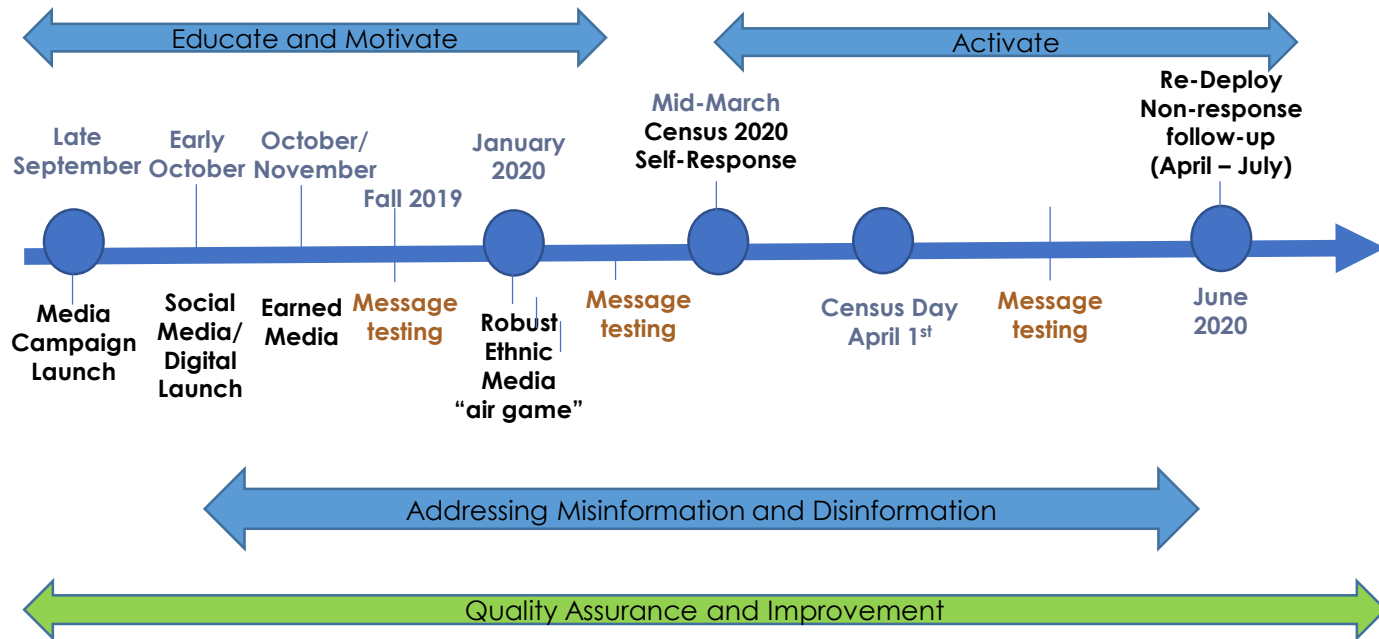 Educate and Motivate
Activate
Late
September
Early
October
October/
November
Fall 2019
January
2020
Mid-March
Census 2020
Self-Response
Re-Deploy
Non-response
follow-up
(April – July)
Media
Campaign
Launch
Social
Media/
Digital
Launch
Earned
Media
Message
testing
Robust
Ethnic
Media
“air game”
Message
testing
Census Day
April 1st
Message
testing
June
2020
Addressing Misinformation and Disinformation
Quality Assurance and Improvement